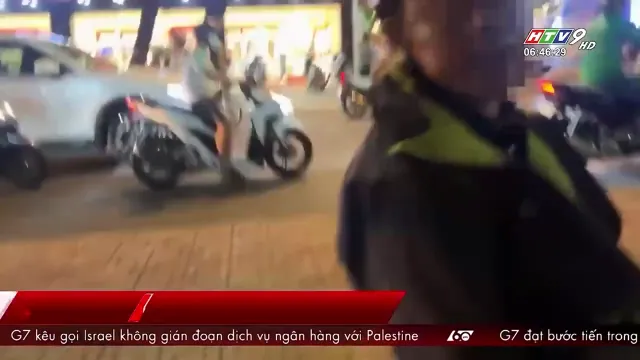 HTV9 HD
06:46:29
G7 kêu gọi Israel không gián đoạn dịch vụ ngân hàng với Palestine 60 G7 đạt bước tiến trong